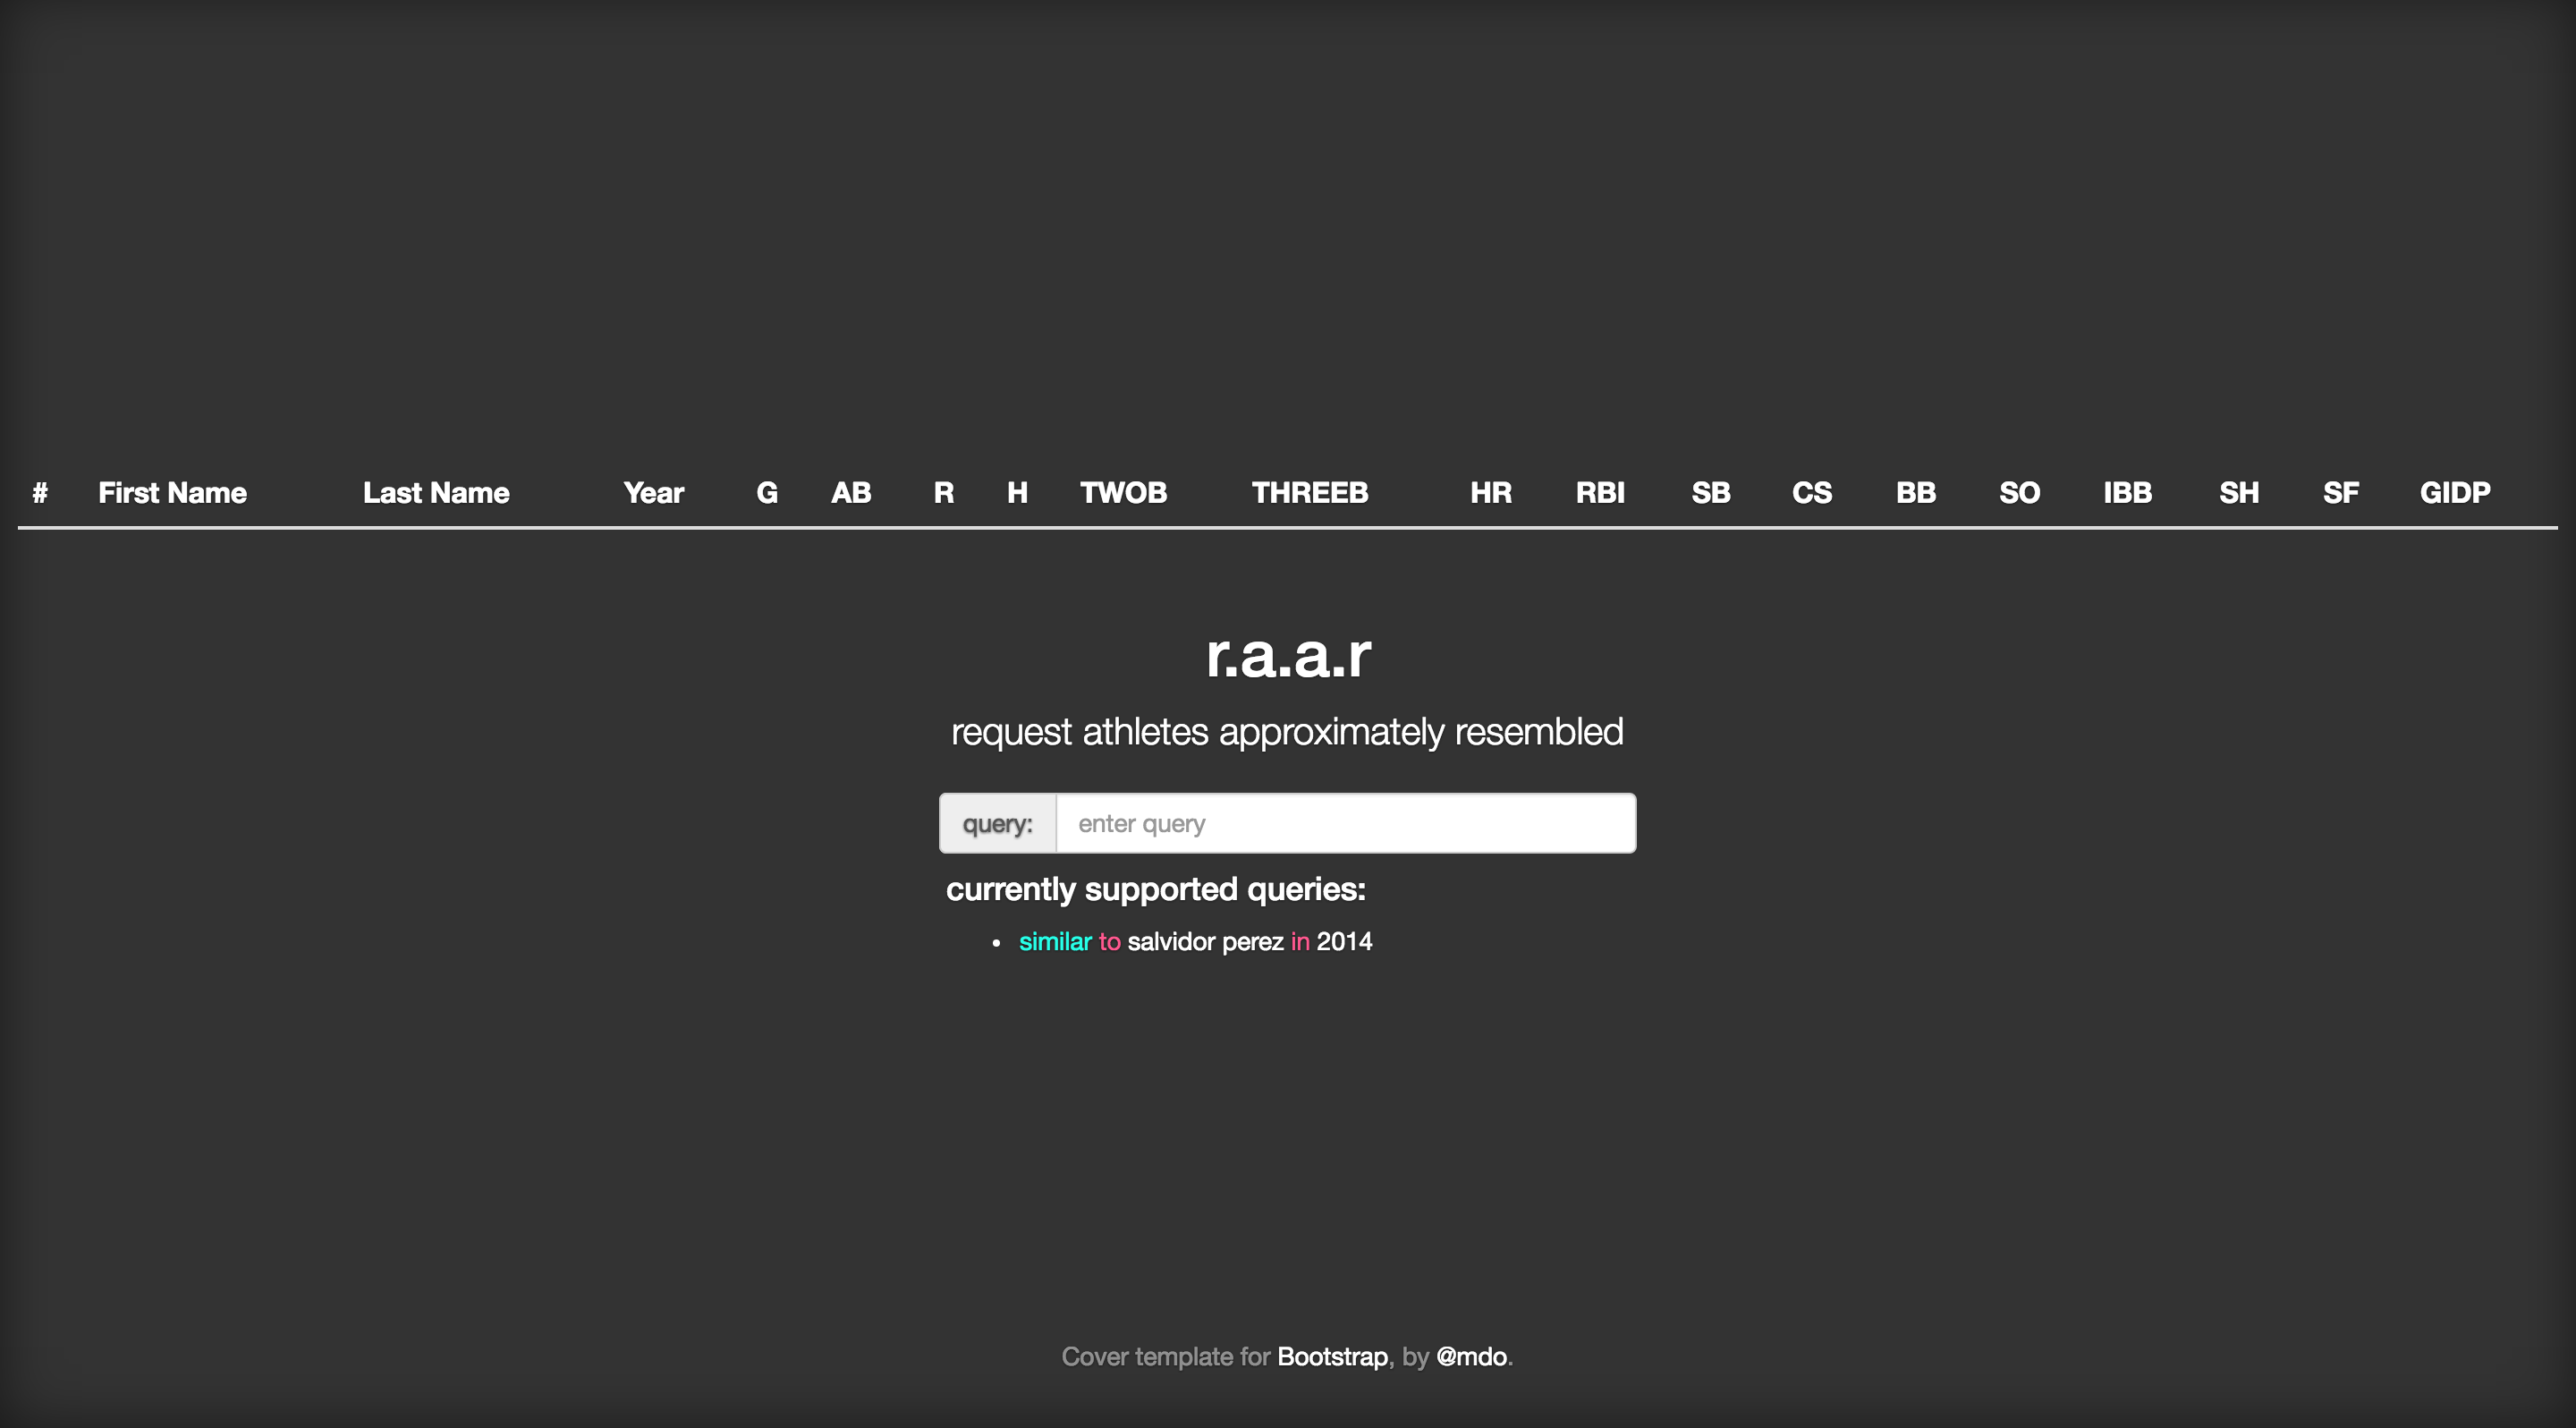 # First Name Last Name Year G AB R H TWOB THREEB HR RBI SB CS BB SO IBB SH SF GIDP
r.a.a.r
request athletes approximately resembled
query: enter query
currently supported queries:
• similar to salvidor perez in 2014
Cover template for Bootstrap, by @mdo.